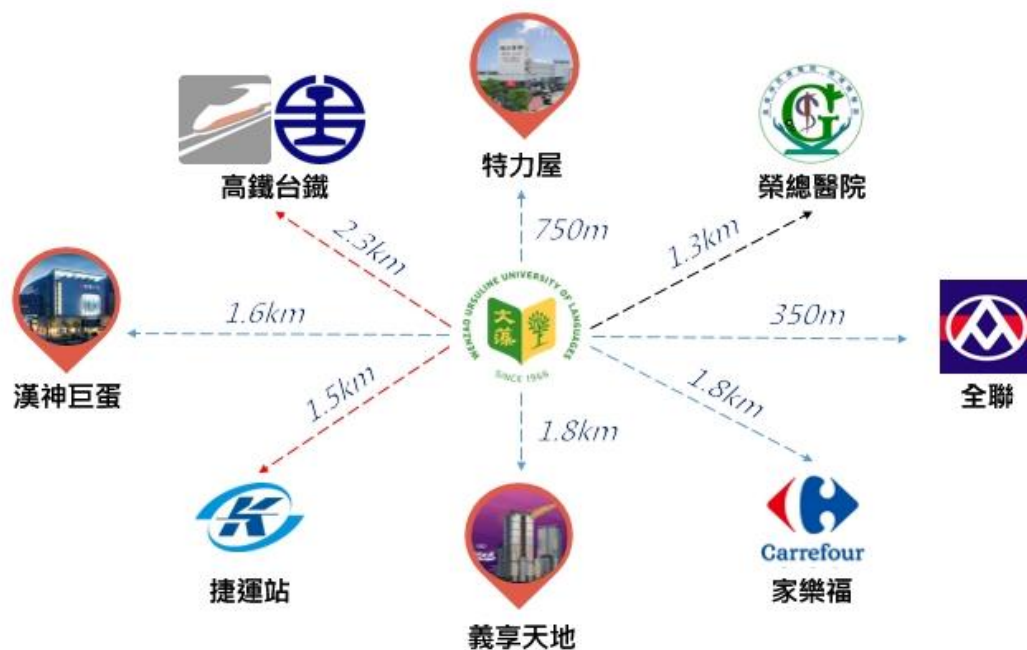 特力屋
高鐵台鐵
榮總醫院
750m
2.3km
1.3km
1.6km
350m
WENZAO URSULINE UNIVERSITY OF LANGUAGES
文藻
SINCE 1966
漢神巨蛋
全聯
1.5km
1.8km
1.8km
K
Carrefour
捷運站
家樂福
義享天地